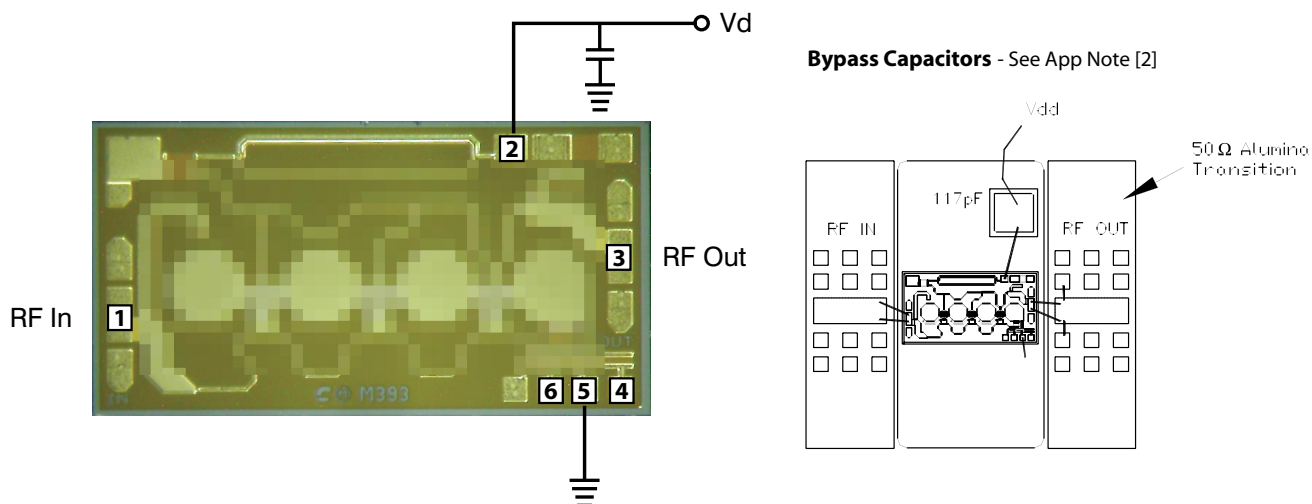 Vd
Bypass Capacitors - See App Note [2]
Vdd
50 Ω Alumina
Transition
2
117pF
RF IN
RF OUT
3
RF Out
RF In
1
OUT
6
5
4
IN
M393